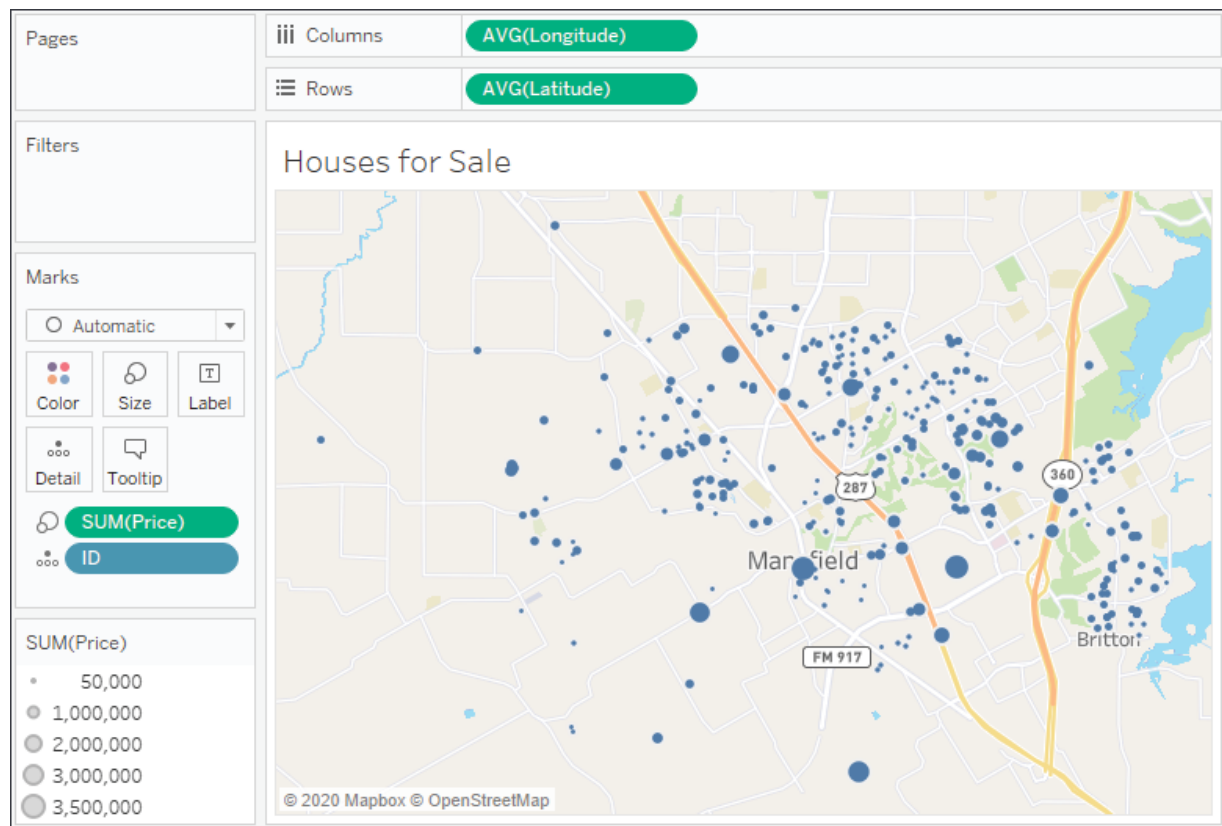 Pages
Columns
AVG(Longitude)
Rows
AVG(Latitude)
Filters
Marks
Automatic
Color
Size
T
Label
Detail
Tooltip
SUM(Price)
ID
SUM(Price)
50,000
1,000,000
2,000,000
3,000,000
3,500,000
Houses for Sale
287
360
Mansfield
FM 917
Britton
© 2020 Mapbox © OpenStreetMap